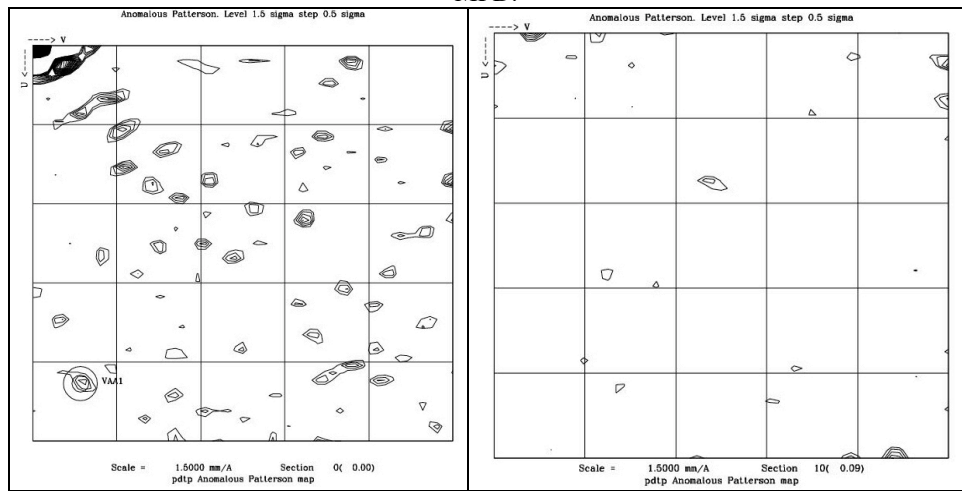 Anomalous Patterson. Level 1.5 sigma step 0.5 sigma
----> V
U <----
VAA1
Scale = 1.5000 mm/A Section 0( 0.00)
pdtp Anomalous Patterson map
Anomalous Patterson. Level 1.5 sigma step 0.5 sigma
----> V
U <----
Scale = 1.5000 mm/A Section 10( 0.09)
pdtp Anomalous Patterson map